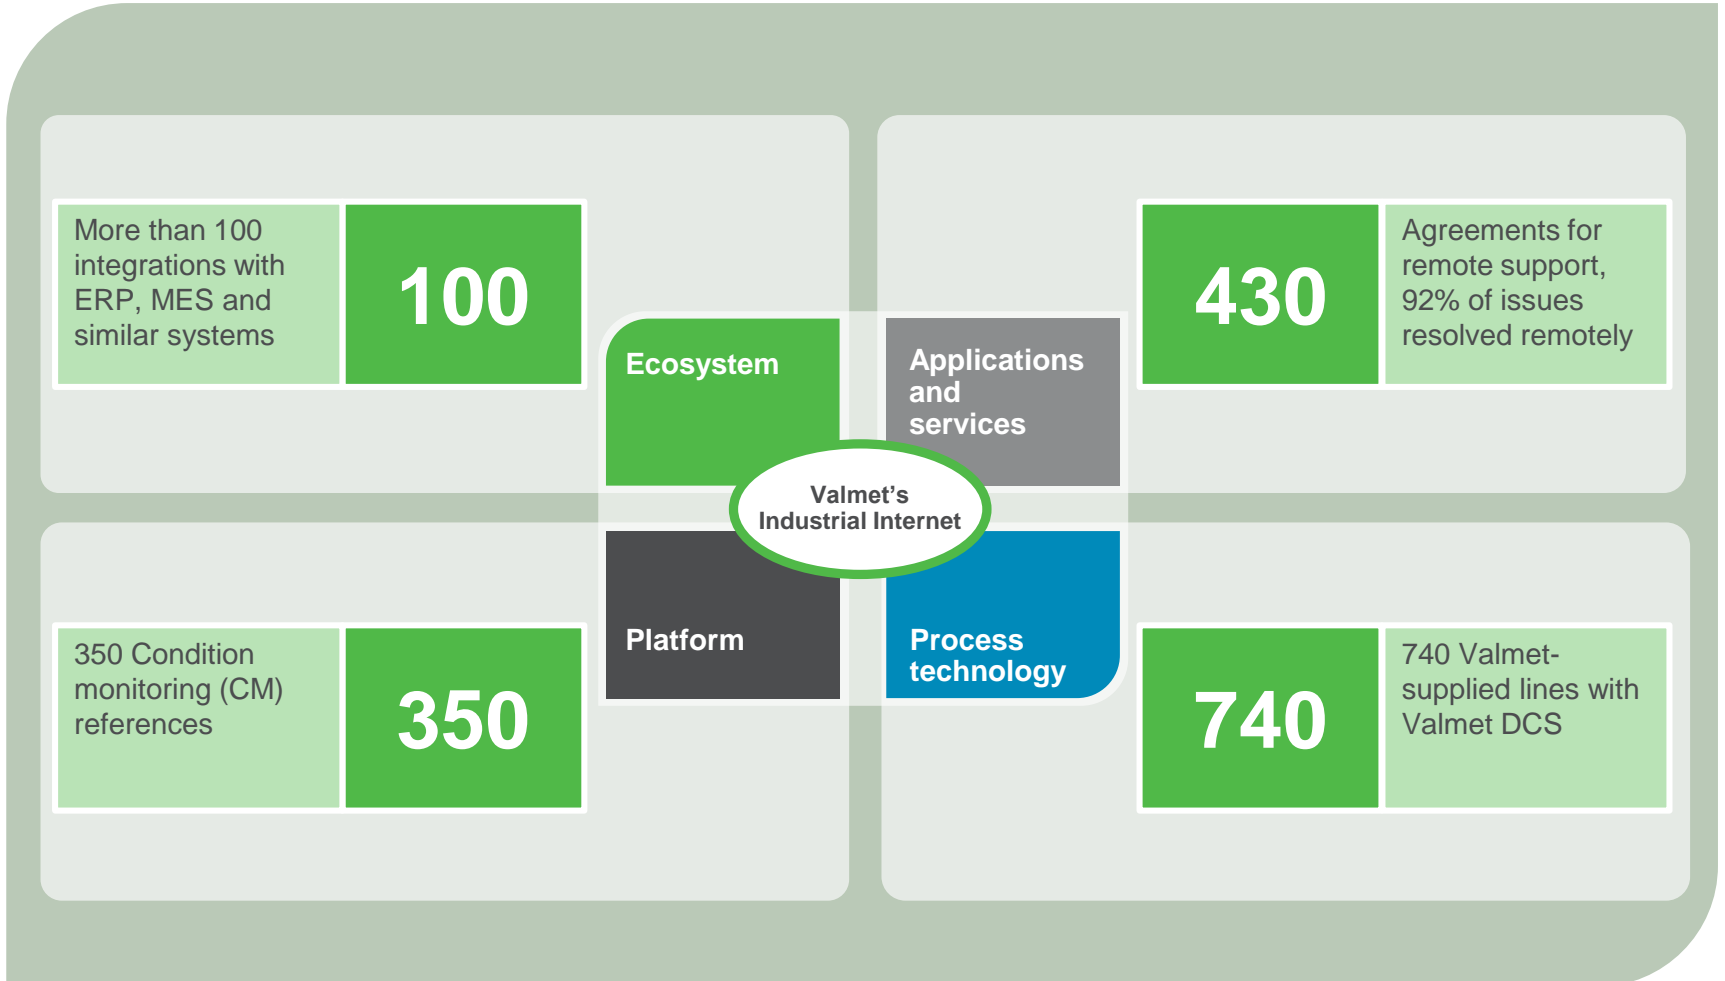 More than 100
integrations with
ERP, MES and
similar systems
100
Ecosystem
Applications
and
services
430
Agreements for
remote support,
92% of issues
resolved remotely
Valmet’s
Industrial Internet
350 Condition
monitoring (CM)
references
350
Platform
Process
technology
740
740 Valmet-
supplied lines with
Valmet DCS